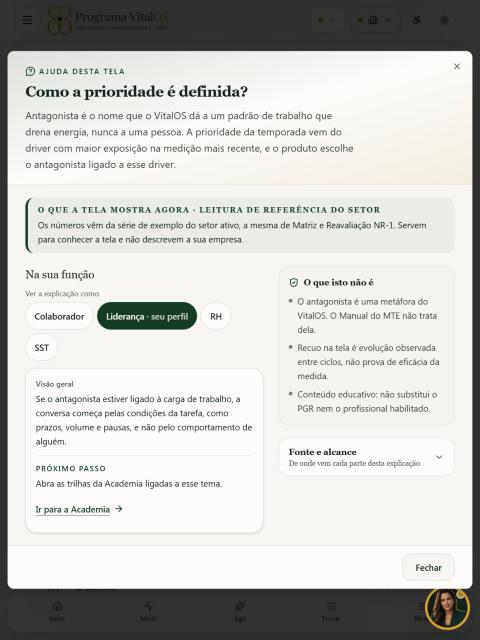 Programa VitalOS
AJUDA DESTA TELA
Como a prioridade é definida?
Antagonista é o nome que o VitalOS dá a um padrão de trabalho que
drena energia, nunca a uma pessoa. A prioridade da temporada vem do
driver com maior exposição na medição mais recente, e o produto escolhe
o antagonista ligado a esse driver.
O QUE A TELA MOSTRA AGORA · LEITURA DE REFERÊNCIA DO SETOR
Os números vêm da série de exemplo do setor ativo, a mesma de Matriz e Reavaliação NR-1. Servem
para conhecer a tela e não descrevem a sua empresa.
Na sua função
Ver a explicação como
Colaborador
Liderança · seu perfil
RH
SST
Visão geral
Se o antagonista estiver ligado à carga de trabalho, a
conversa começa pelas condições da tarefa, como
prazos, volume e pausas, e não pelo comportamento de
alguém.
PRÓXIMO PASSO
Abra as trilhas da Academia ligadas a esse tema.
Ir para a Academia
O que isto não é
O antagonista é uma metáfora do
VitalOS. O Manual do MTE não trata
dela.
Recuo na tela é evolução observada
entre ciclos, não prova de eficácia da
medida.
Conteúdo educativo: não substitui o
PGR nem o profissional habilitado.
Fonte e alcance
De onde vem cada parte desta explicação
Fechar
Início
Medir
Agir
Provar